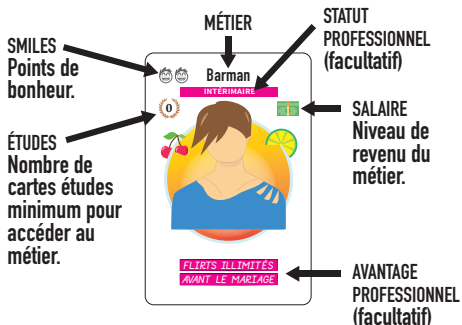 MÉTIER
STATUT
PROFESSIONNEL
(facultatif)
SMILES
Points de
bonheur.
Barman
INTÉRIMAIRE
0
ÉTUDES
Nombre de
cartes études
minimum pour
accéder au
métier.
SALAIRE
Niveau de
revenu du
métier.
FLIRTS ILLIMITÉS
AVANT LE MARIAGE
AVANTAGE
PROFESSIONNEL
(facultatif)